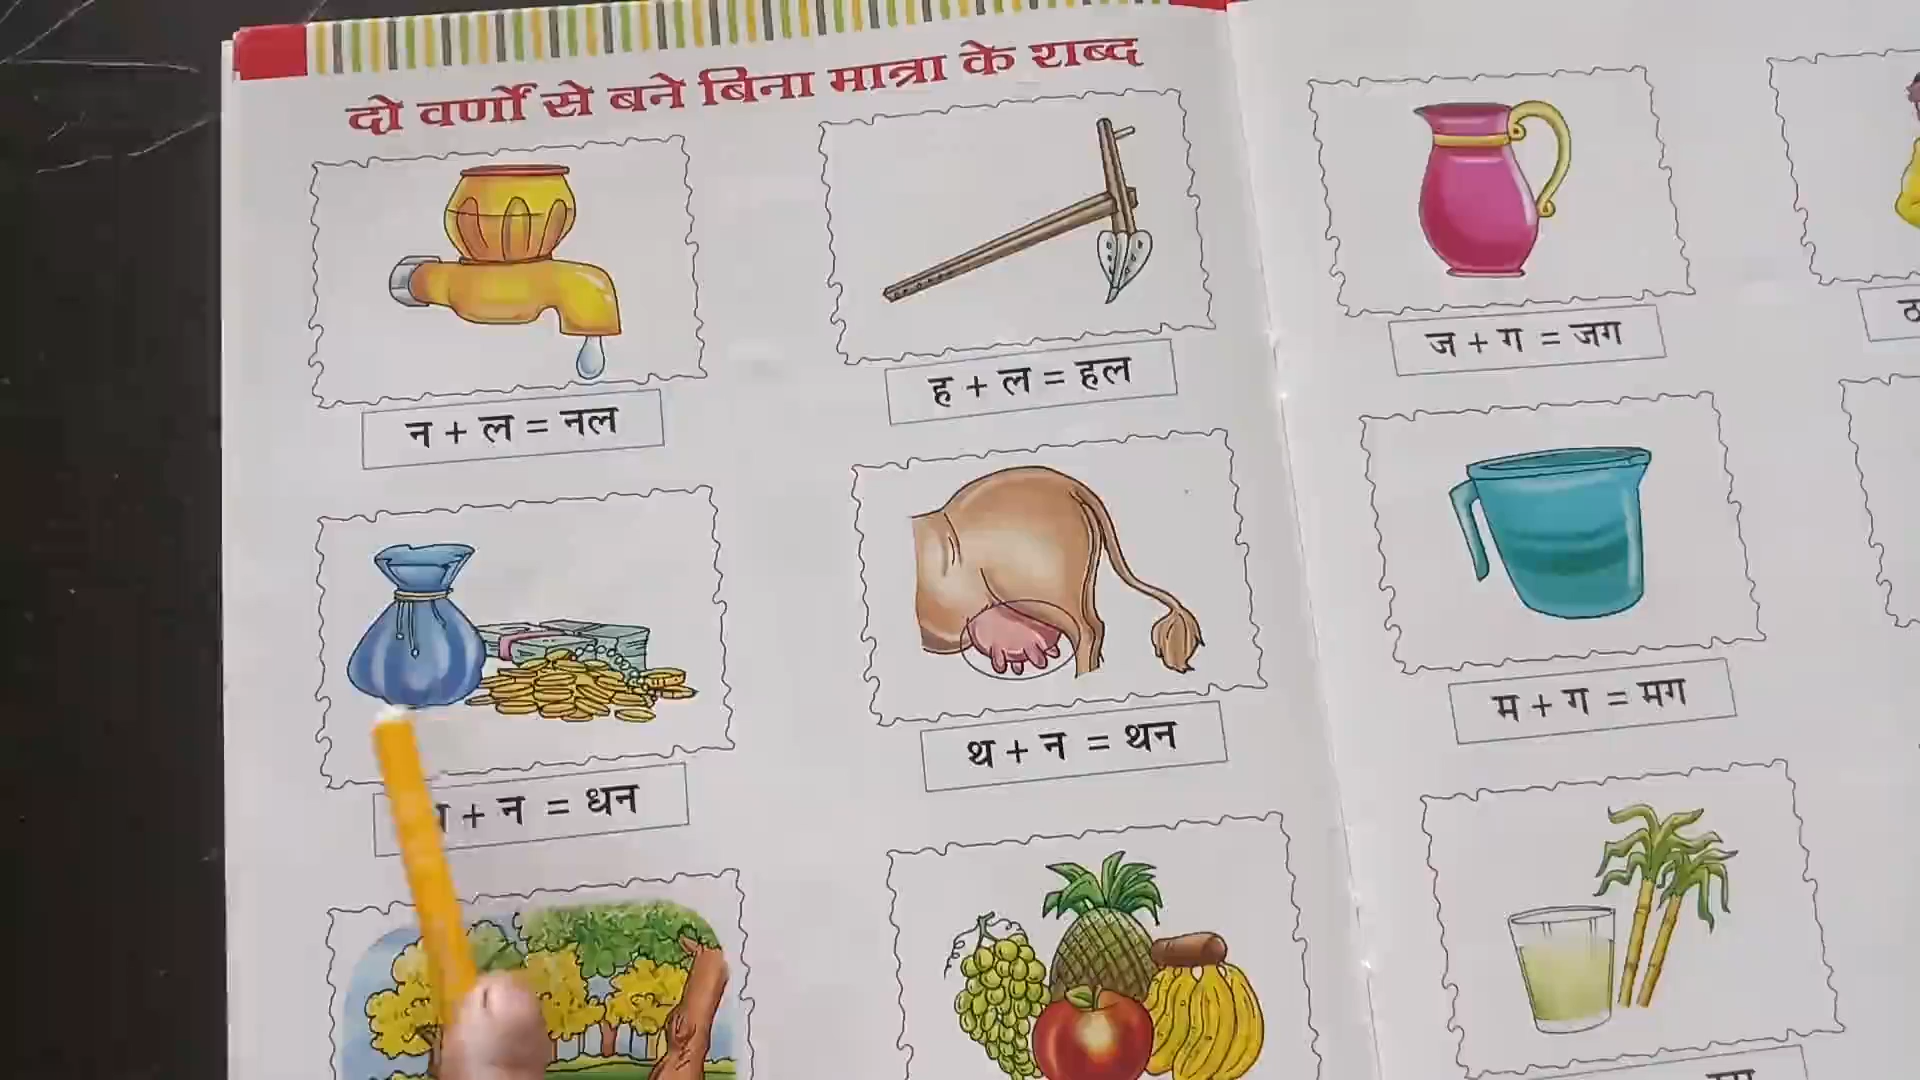 दो वर्णों से बने बिना मात्रा के शब्द
न + ल = नल
ह + ल = हल
ज + ग = जग
+ न = धन
थ + न = थन
म + ग = मग